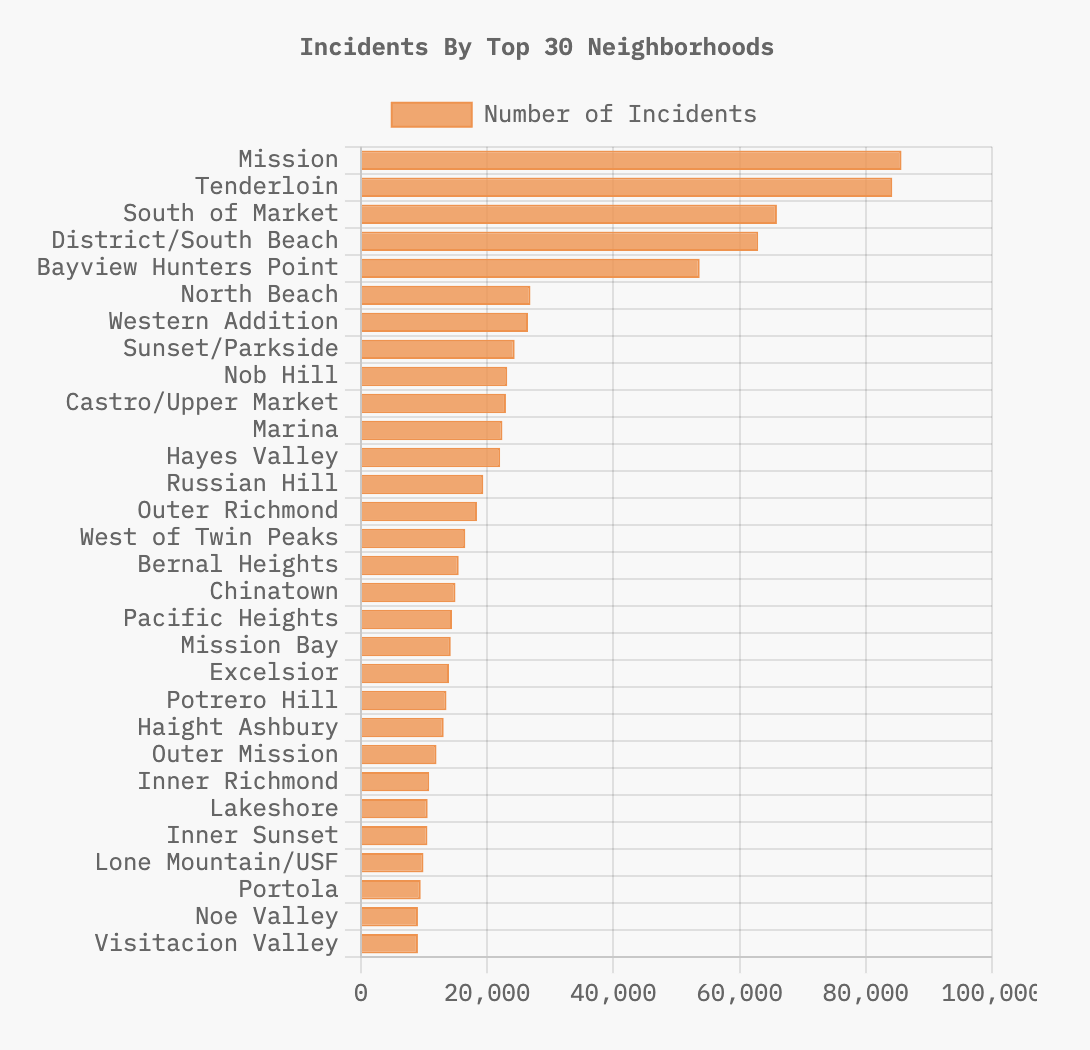 Incidents By Top 30 Neighborhoods
Number of Incidents
Mission
Tenderloin
South of Market
District/South Beach
Bayview Hunters Point
North Beach
Western Addition
Sunset/Parkside
Nob Hill
Castro/Upper Market
Marina
Hayes Valley
Russian Hill
Outer Richmond
West of Twin Peaks
Bernal Heights
Chinatown
Pacific Heights
Mission Bay
Excelsior
Potrero Hill
Haight Ashbury
Outer Mission
Inner Richmond
Lakeshore
Inner Sunset
Lone Mountain/USF
Portola
Noe Valley
Visitacion Valley
0 20,000 40,000 60,000 80,000 100,000